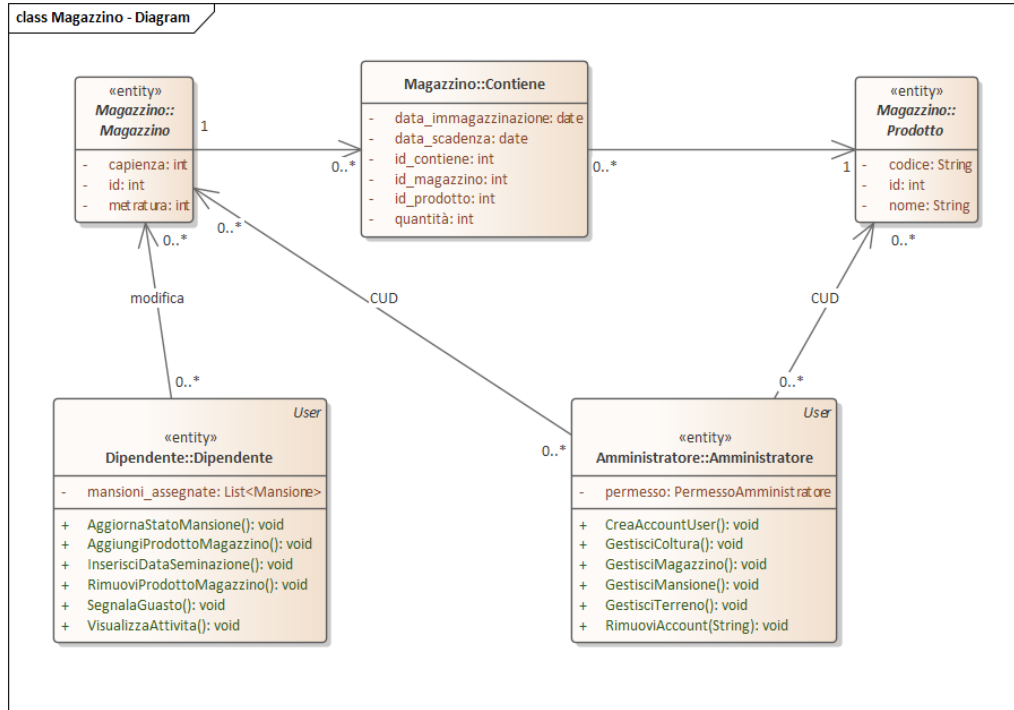 class Magazzino - Diagram
«entity»
Magazzino::
Magazzino
- capienza: int
- id: int
- metratura: int
1
0..*
Magazzino::Contiene
- data_immagazzinazione: date
- data_scadenza: date
- id_contiene: int
- id_magazzino: int
- id_prodotto: int
- quantità: int
0..*
1
«entity»
Magazzino::
Prodotto
- codice: String
- id: int
- nome: String
0..*
0..*
0..*
modifica
CUD
CUD
0..*
0..*
0..*
User
«entity»
Dipendente::Dipendente
- mansioni_assegnate: List<Mansione>
+ AggiornaStatoMansione(): void
+ AggiungiProdottoMagazzino(): void
+ InserisciDataSeminazione(): void
+ RimuoviProdottoMagazzino(): void
+ SegnalaGuasto(): void
+ VisualizzaAttivita(): void
User
«entity»
Amministratore::Amministratore
- permesso: PermessoAmministratore
+ CreaAccountUser(): void
+ GestisciColtura(): void
+ GestisciMagazzino(): void
+ GestisciMansione(): void
+ GestisciTerreno(): void
+ RimuoviAccount(String): void